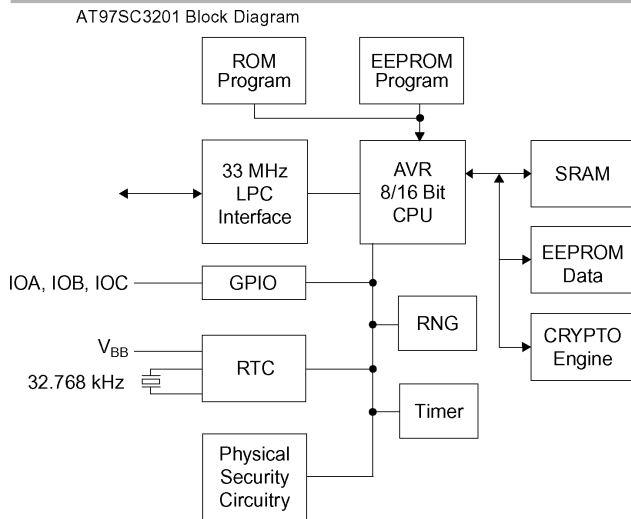 AT97SC3201 Block Diagram
ROM
Program
EEPROM
Program
33 MHz
LPC
Interface
AVR
8/16 Bit
CPU
SRAM
EEPROM
Data
CRYPTO
Engine
IOA, IOB, IOC
GPIO
RNG
VBB
32.768 kHz
RTC
Timer
Physical
Security
Circuitry